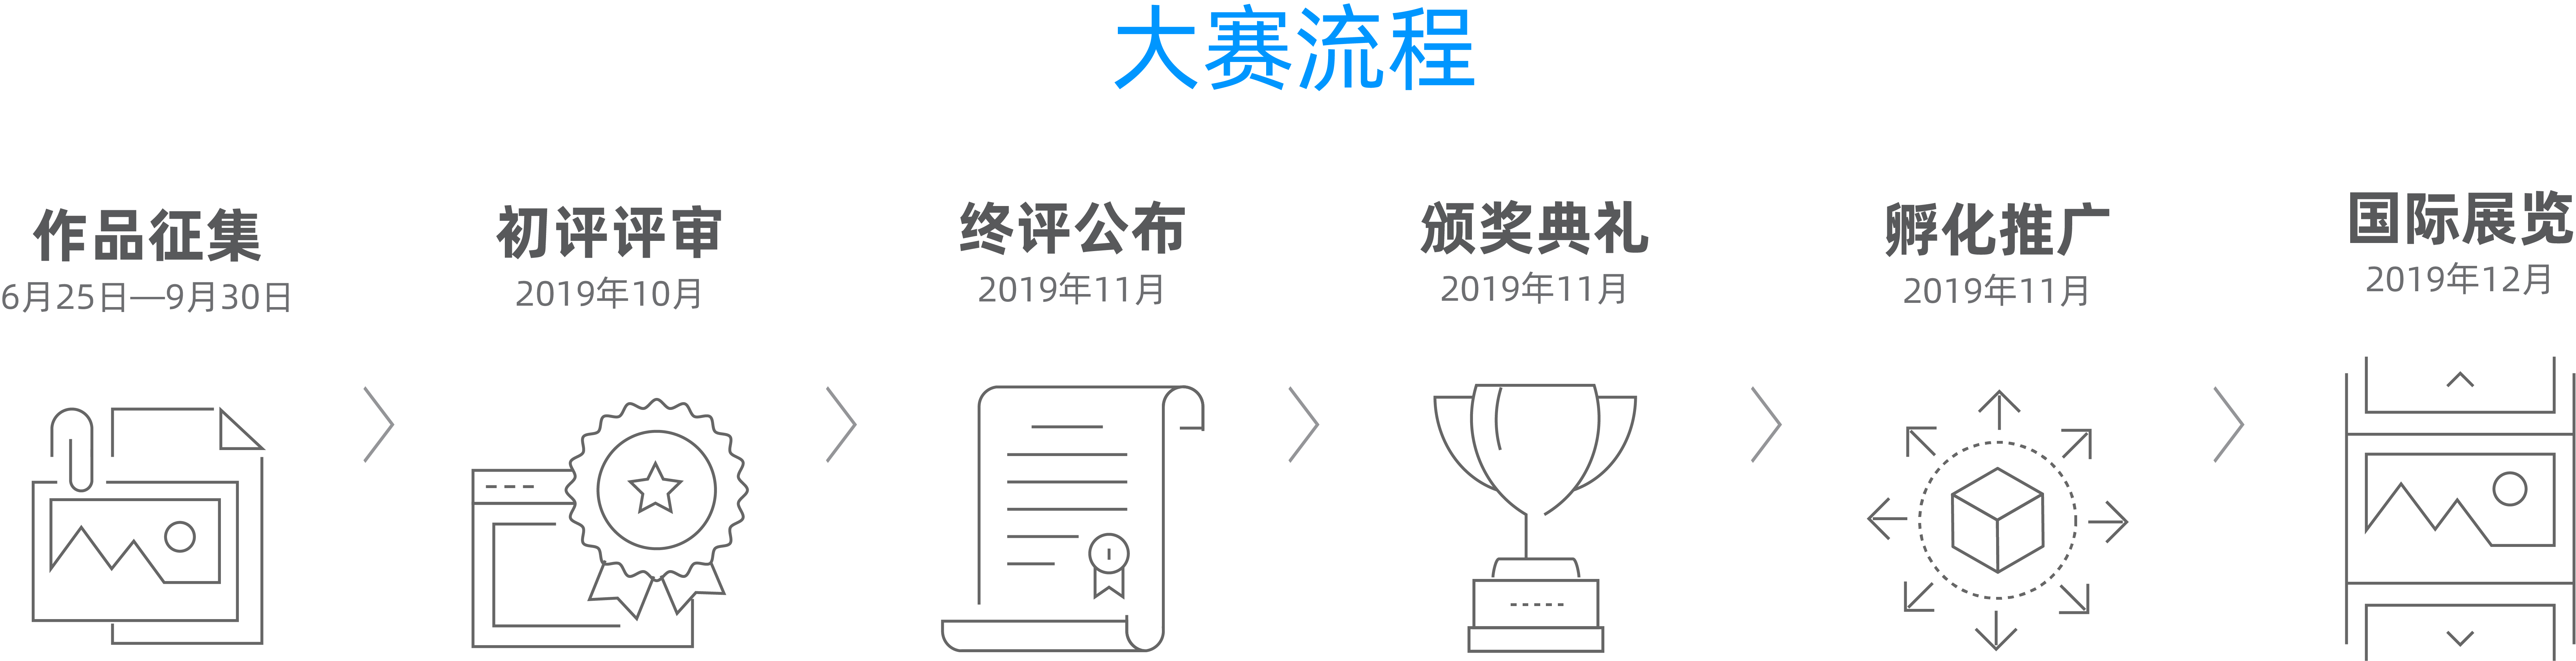 大赛流程
作品征集
6月25日—9月30日
初评评审
2019年10月
终评公布
2019年11月
颁奖典礼
2019年11月
孵化推广
2019年11月
国际展览
2019年12月